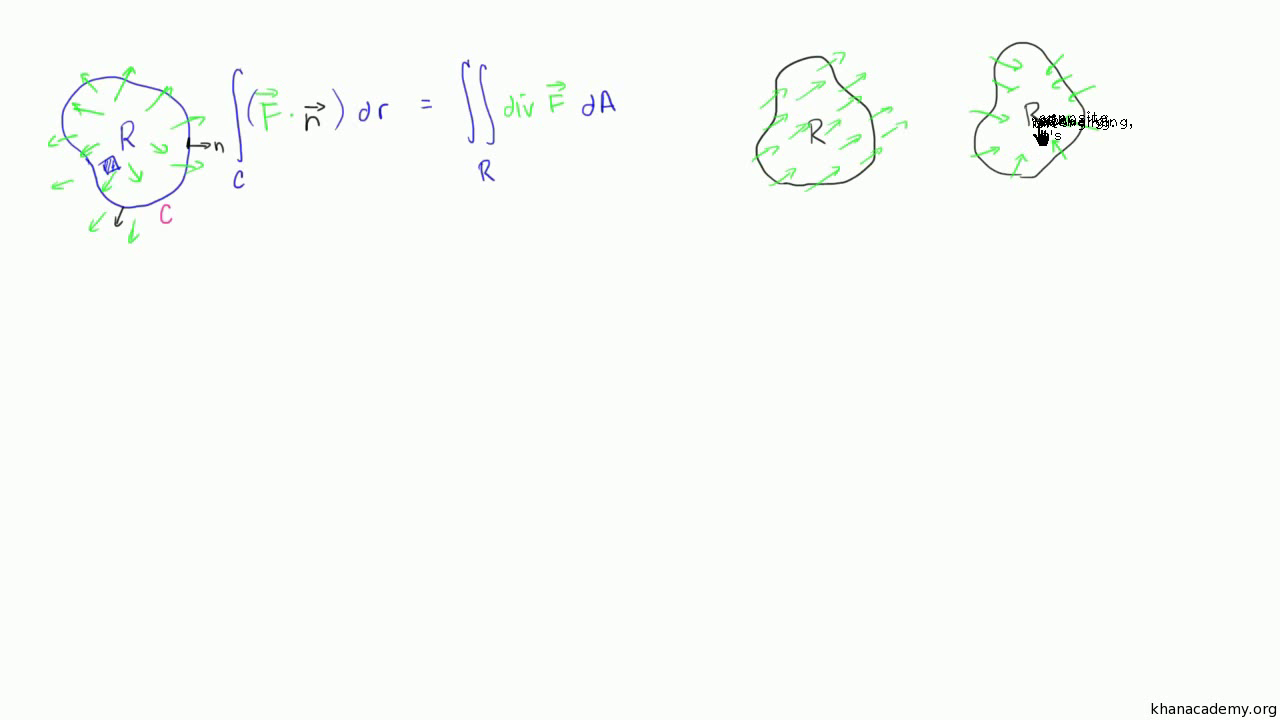 R
n
C
∫ (F⃗ · n⃗) dr = ∬ div F⃗ dA
C R
R
R
khanacademy.org